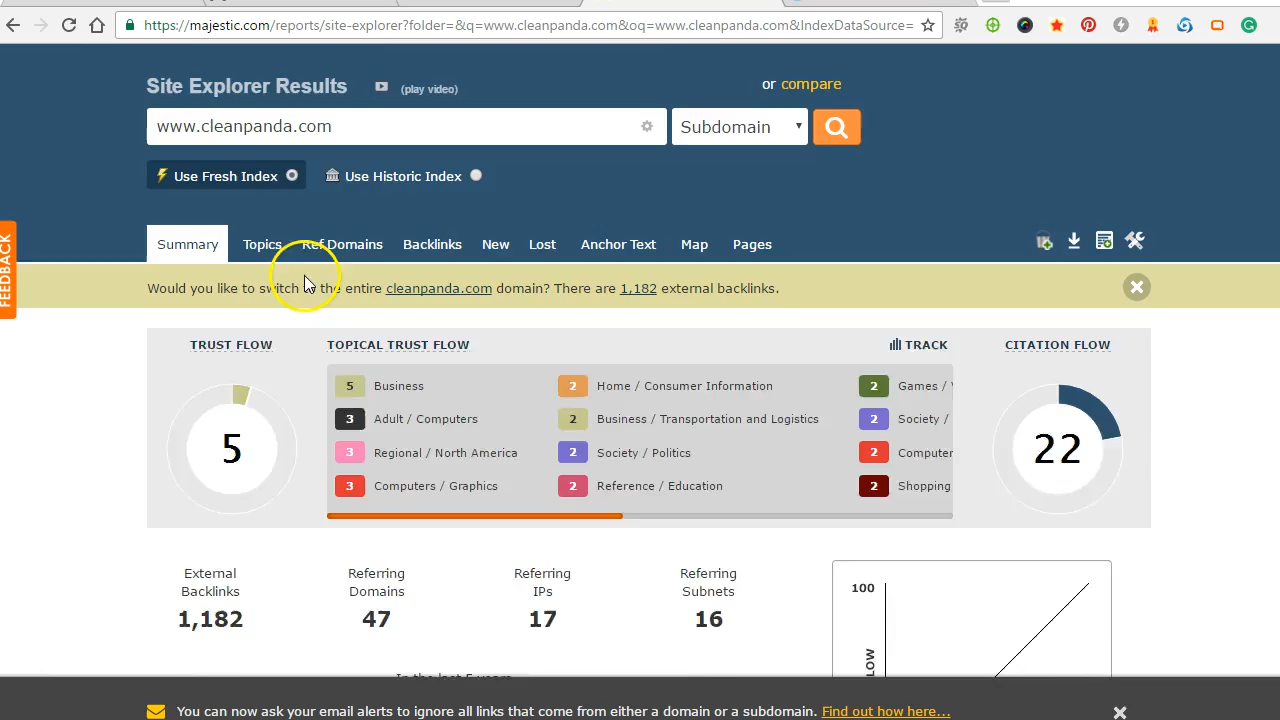 https://majestic.com/reports/site-explorer?folder=&q=www.cleanpanda.com&oq=www.cleanpanda.com&IndexDataSource=
Site Explorer Results (play video) or compare
www.cleanpanda.com Subdomain
Use Fresh Index Use Historic Index
Summary Topics Ref Domains Backlinks New Lost Anchor Text Map Pages
FEEDBACK
Would you like to switch to the entire cleanpanda.com domain? There are 1,182 external backlinks.
TRUST FLOW TOPICAL TRUST FLOW TRACK CITATION FLOW
5 Business 2 Home / Consumer Information 2 Games /
3 Adult / Computers 2 Business / Transportation and Logistics 2 Society /
5 22
3 Regional / North America 2 Society / Politics 2 Computer
3 Computers / Graphics 2 Reference / Education 2 Shopping
External Referring Referring Referring
Backlinks Domains IPs Subnets
1,182 47 17 16
100
LOW
In the last 5 years
You can now ask your email alerts to ignore all links that come from either a domain or a subdomain. Find out how here...